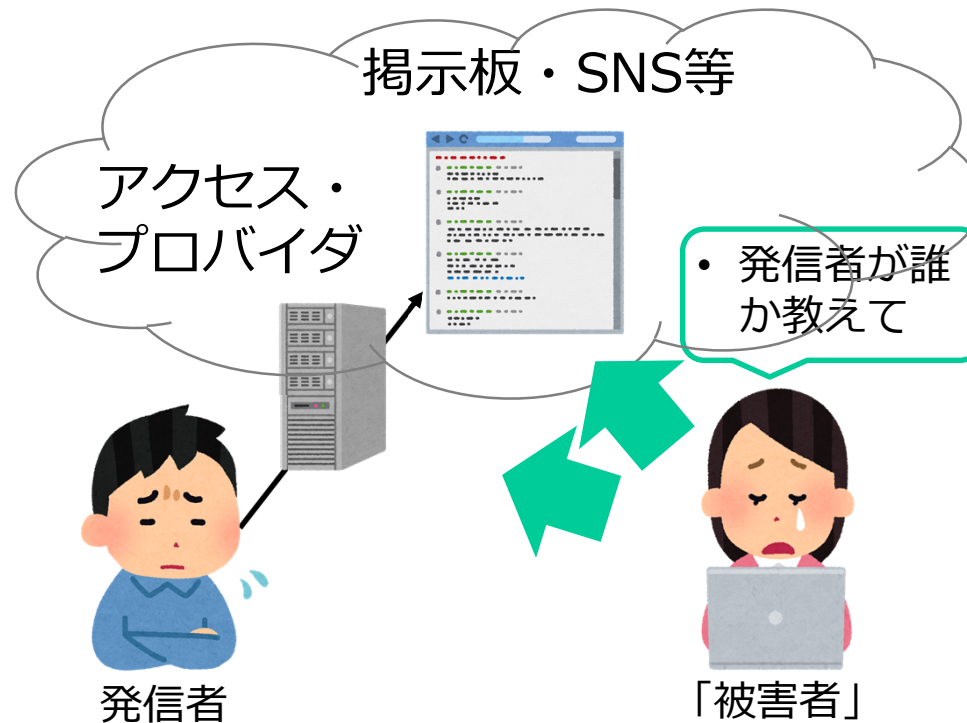 掲示板・SNS等
アクセス・
プロバイダ
• 発信者が誰
か教えて
発信者
「被害者」